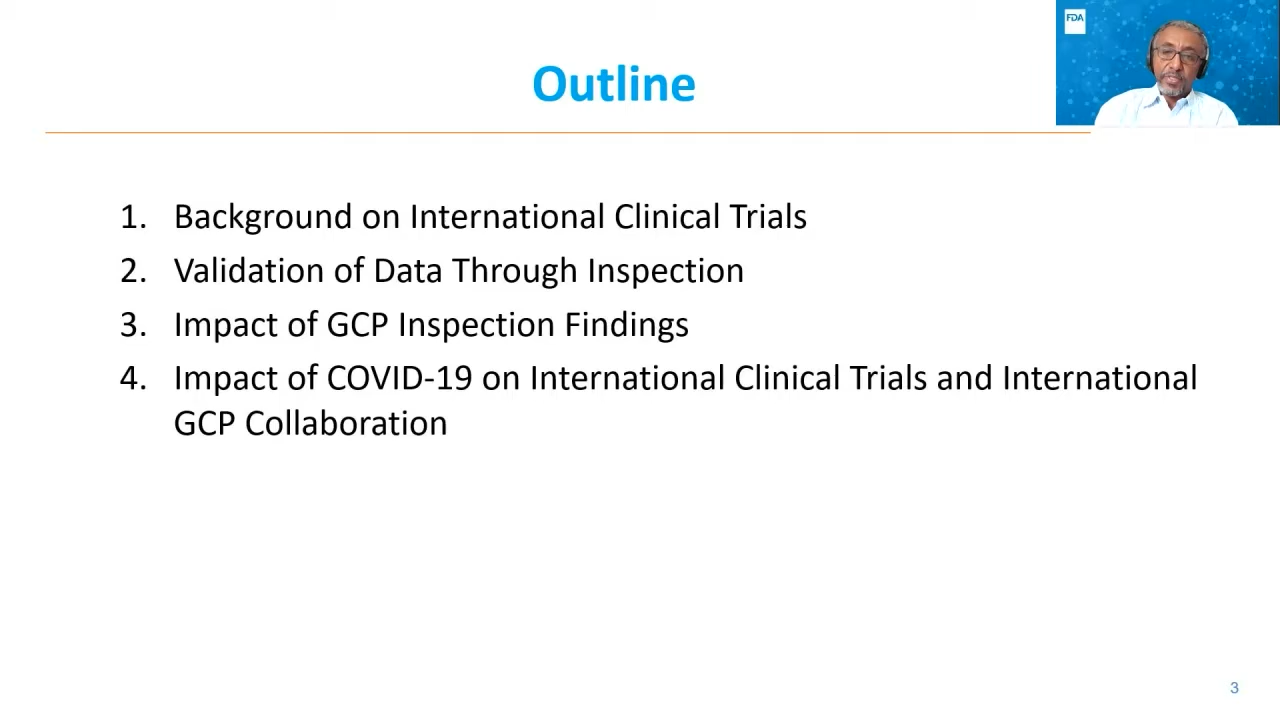 FDA
Outline
1. Background on International Clinical Trials
2. Validation of Data Through Inspection
3. Impact of GCP Inspection Findings
4. Impact of COVID-19 on International Clinical Trials and International
GCP Collaboration
3